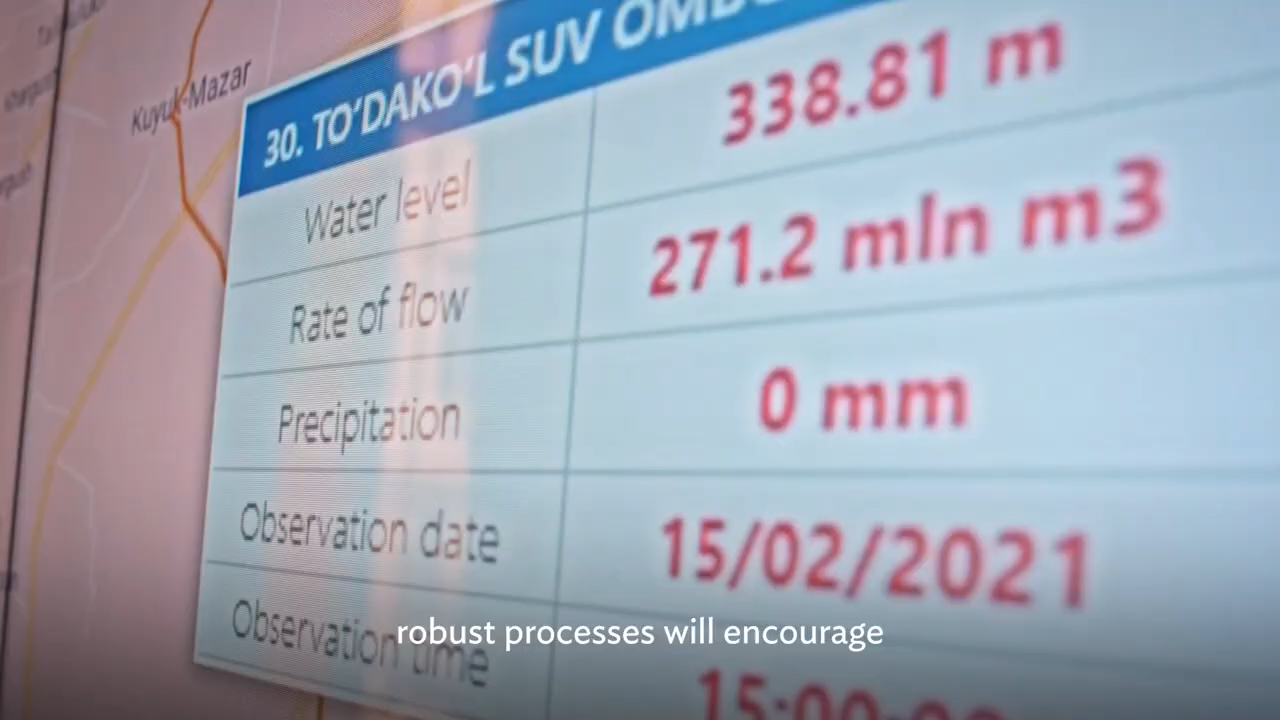 Kuyuk-Mazar
30. TO‘DAKO‘L SUV
Water level
338.81 m
Rate of flow
271.2 mln m3
Precipitation
0 mm
Observation date
15/02/2021
Observation time
robust processes will encourage